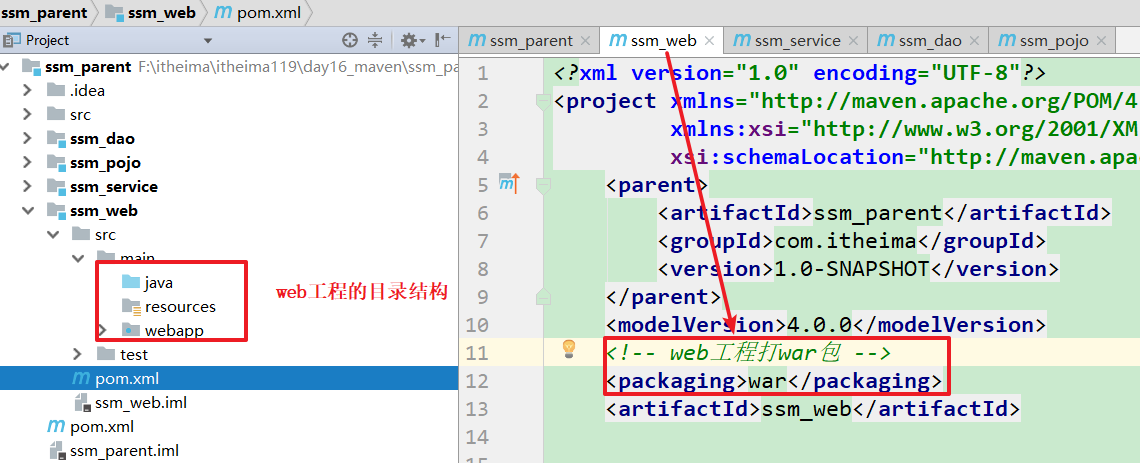 ssm_parent ssm_web pom.xml
Project
ssm_parent F:\itheima\itheima119\day16_maven\ssm_pa
.idea
src
ssm_dao
ssm_pojo
ssm_service
ssm_web
src
main
java
resources
webapp
test
pom.xml
ssm_web.iml
pom.xml
ssm_parent.iml
web工程的目录结构
ssm_parent ssm_web ssm_service ssm_dao ssm_pojo
1 <?xml version="1.0" encoding="UTF-8"?>
2 <project xmlns="http://maven.apache.org/POM/4
3 xmlns:xsi="http://www.w3.org/2001/XM
4 xsi:schemaLocation="http://maven.apa
5 <parent>
6 <artifactId>ssm_parent</artifactId>
7 <groupId>com.itheima</groupId>
8 <version>1.0-SNAPSHOT</version>
9 </parent>
10 <modelVersion>4.0.0</modelVersion>
11 <!-- web工程打war包 -->
12 <packaging>war</packaging>
13 <artifactId>ssm_web</artifactId>
14